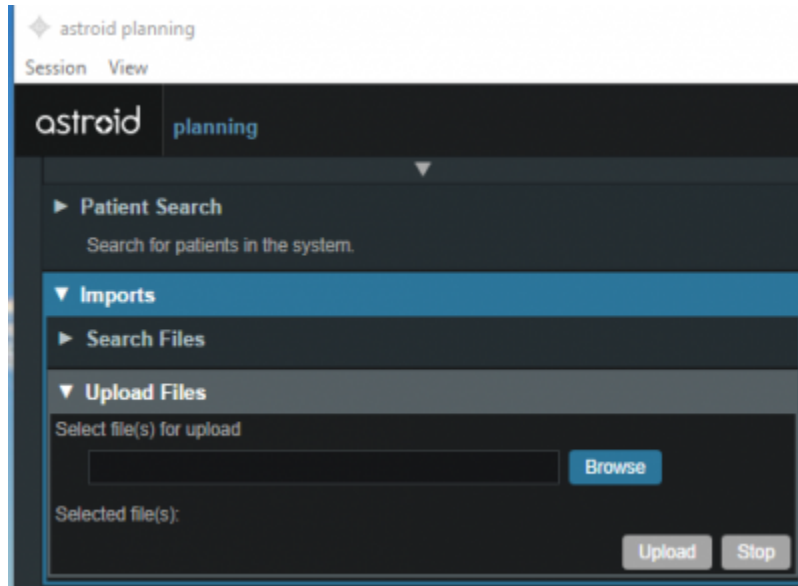 astroid planning
Session View
astroid planning
Patient Search
Search for patients in the system.
Imports
Search Files
Upload Files
Select file(s) for upload
Browse
Selected file(s):
Upload Stop